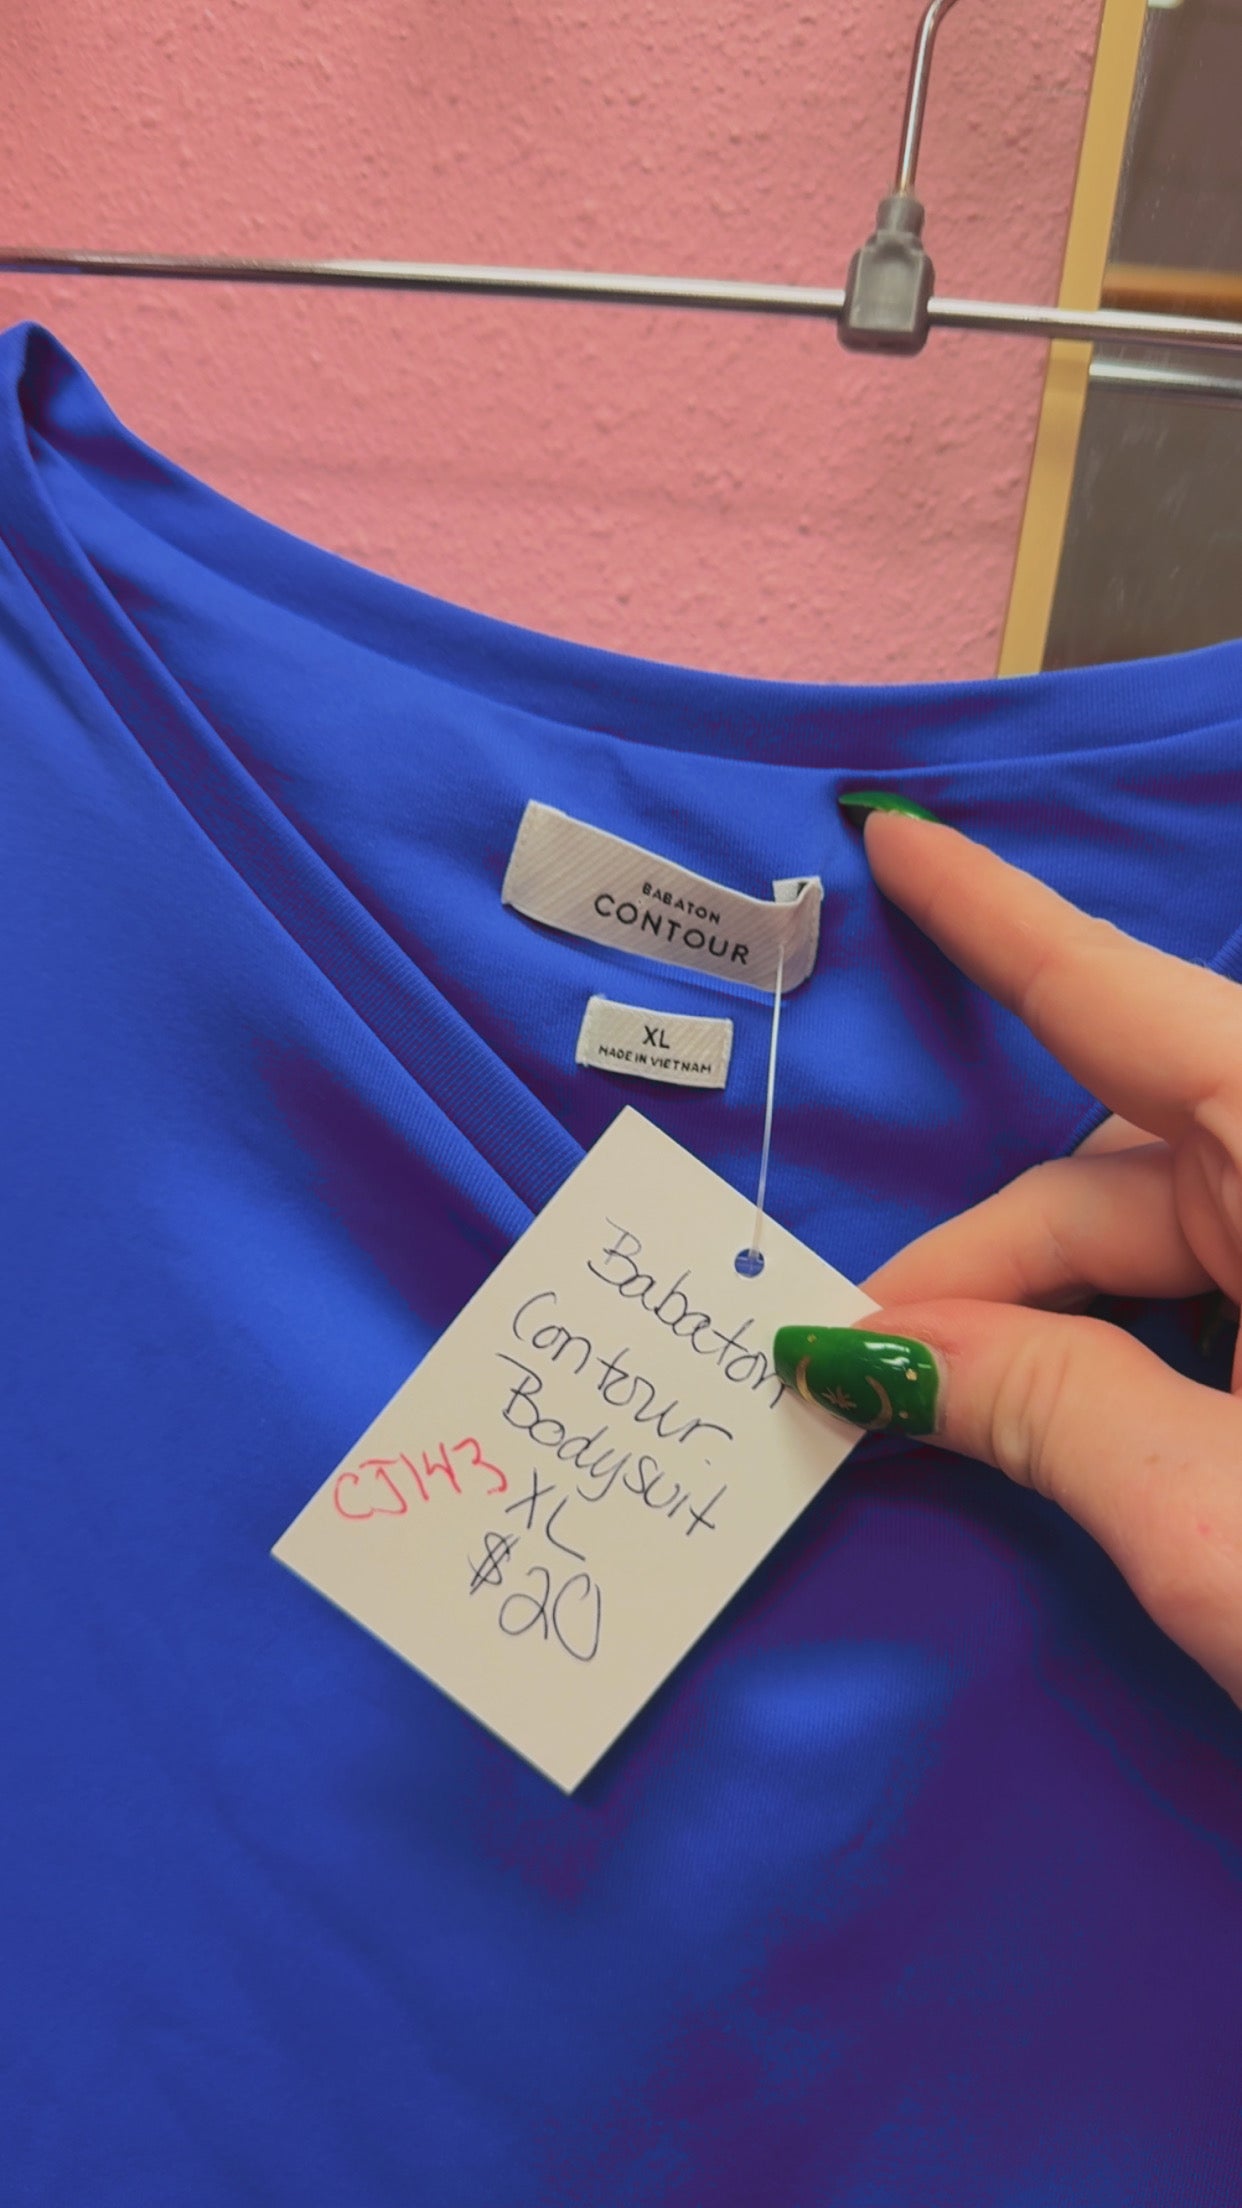 BABATON
CONTOUR
XL
MADE IN VIETNAM
Babaton
Contour
Bodysuit
CJ143
XL
$20